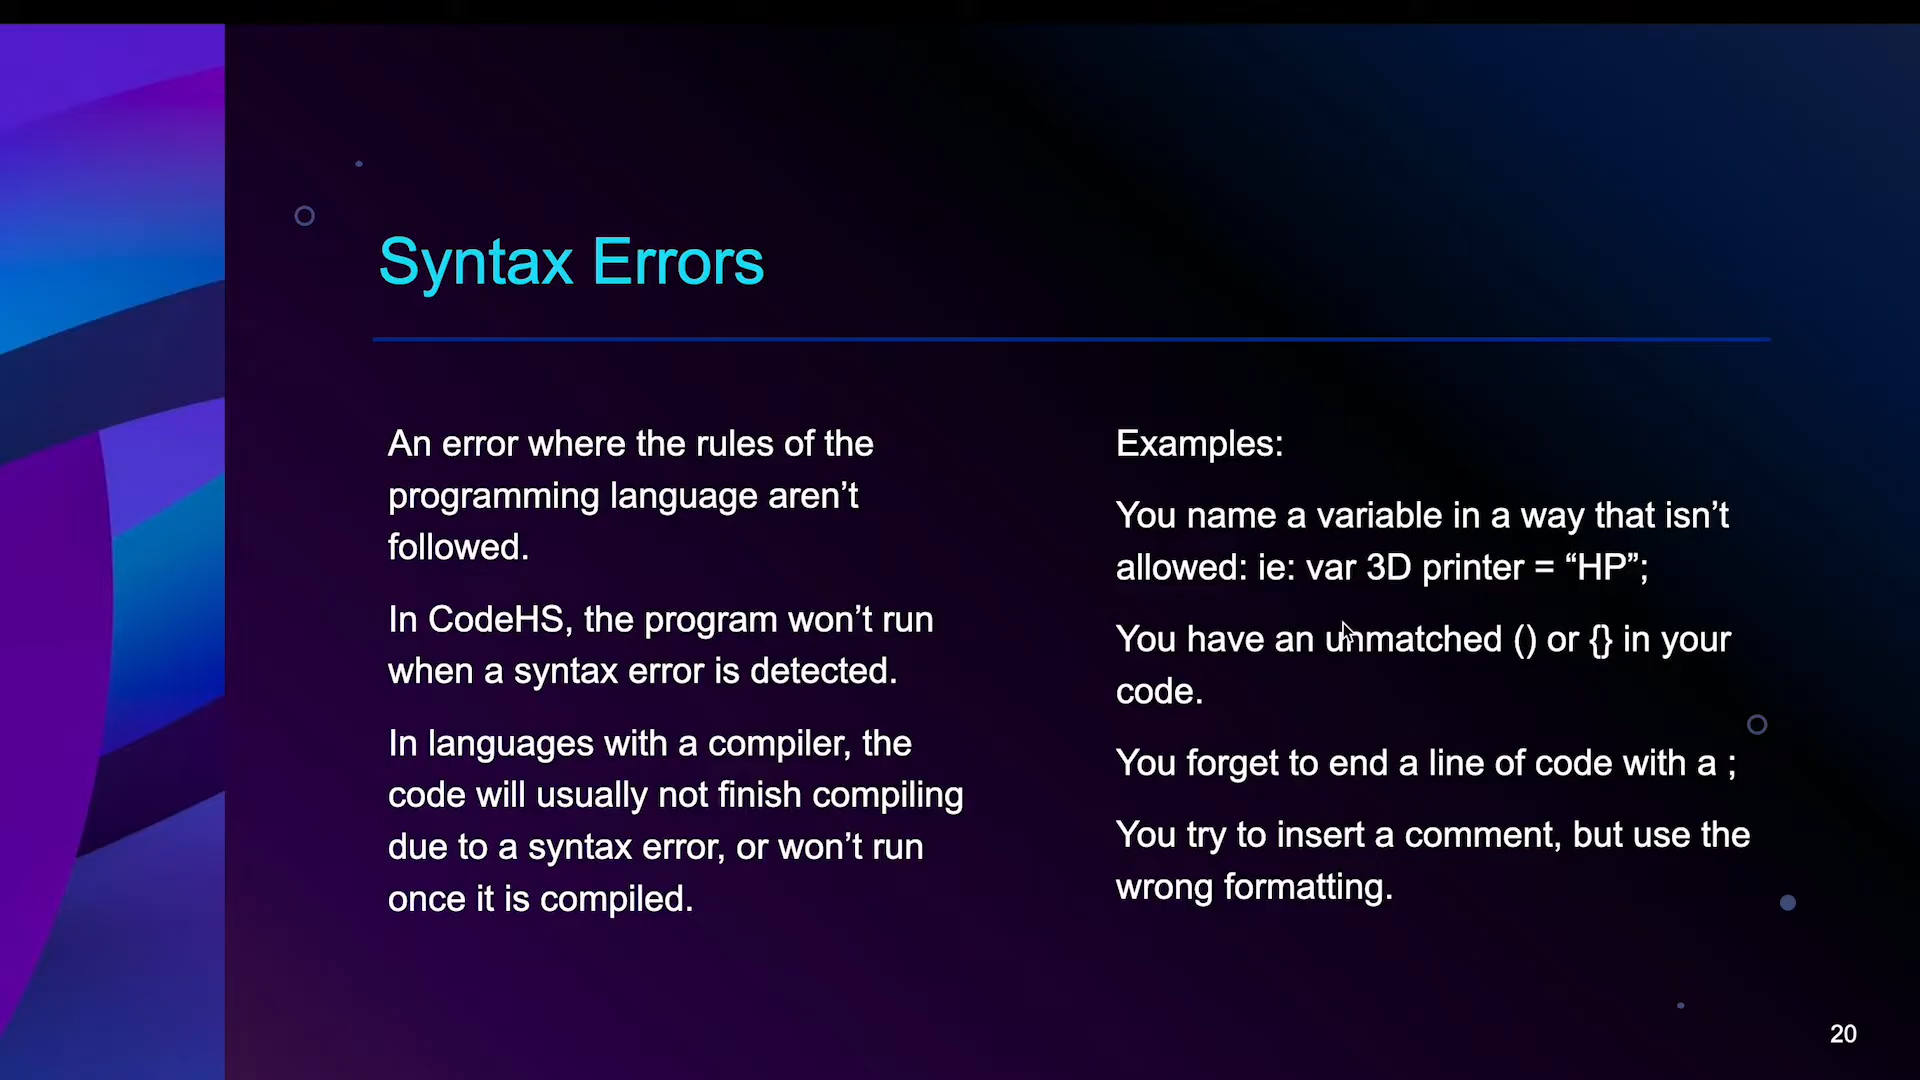 Syntax Errors
An error where the rules of the
programming language aren’t
followed.
In CodeHS, the program won’t run
when a syntax error is detected.
In languages with a compiler, the
code will usually not finish compiling
due to a syntax error, or won’t run
once it is compiled.
Examples:
You name a variable in a way that isn’t
allowed: ie: var 3D printer = “HP”;
You have an unmatched () or {} in your
code.
You forget to end a line of code with a ;
You try to insert a comment, but use the
wrong formatting.
20